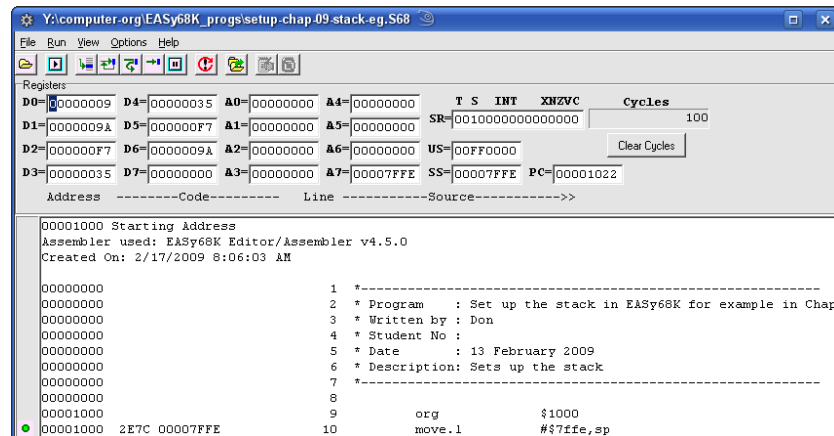 Y:\computer-org\EASy68K_progs\setup-chap-09-stack-eg.S68
File Run View Options Help
Registers
D0= 00000009 D4= 00000035 A0= 00000000 A4= 00000000 T S INT XNZVC Cycles
D1= 0000009A D5= 000000F7 A1= 00000000 A5= 00000000 SR= 0010000000000000 100
D2= 000000F7 D6= 0000009A A2= 00000000 A6= 00000000 US= 00FF0000 Clear Cycles
D3= 00000035 D7= 00000000 A3= 00000000 A7= 00007FFE SS= 00007FFE PC= 00001022
Address --------Code--------- Line -----------Source------------>>
00001000 Starting Address
Assembler used: EASy68K Editor/Assembler v4.5.0
Created On: 2/17/2009 8:06:03 AM
00000000 1 *-----------------------------------------------------------
00000000 2 * Program : Set up the stack in EASy68K for example in Chap
00000000 3 * Written by : Don
00000000 4 * Student No :
00000000 5 * Date : 13 February 2009
00000000 6 * Description: Sets up the stack
00000000 7 *-----------------------------------------------------------
00000000 8
00001000 9 org $1000
00001000 2E7C 00007FFE 10 move.l #$7ffe,sp